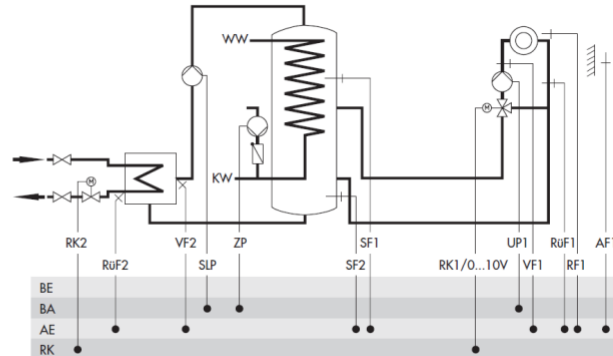 WW
M
KW
M
RK2 VF2 ZP SF1 UP1 RüF1 AF1
RüF2 SLP SF2 RK1/0...10V VF1 RF1
BE
BA
AE
RK